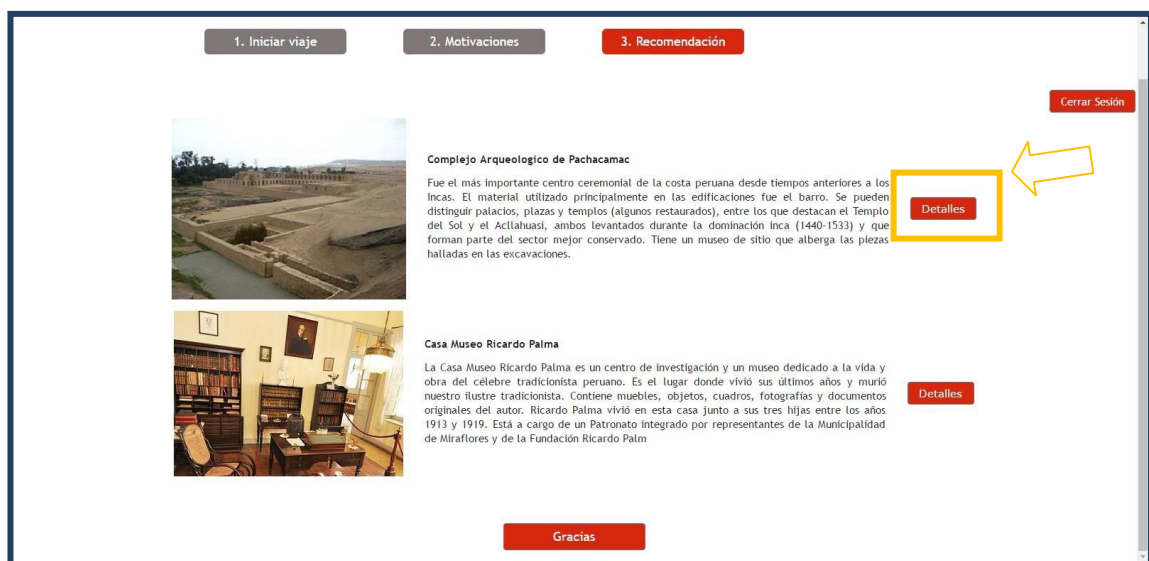 1. Iniciar viaje
2. Motivaciones
3. Recomendación
Cerrar Sesión
Complejo Arqueologico de Pachacamac
Fue el más importante centro ceremonial de la costa peruana desde tiempos anteriores a los
Incas. El material utilizado principalmente en las edificaciones fue el barro. Se pueden
distinguir palacios, plazas y templos (algunos restaurados), entre los que destacan el Templo
del Sol y el Acllahuasi, ambos levantados durante la dominación inca (1440-1533) y que
forman parte del sector mejor conservado. Tiene un museo de sitio que alberga las piezas
halladas en las excavaciones.
Detalles
Casa Museo Ricardo Palma
La Casa Museo Ricardo Palma es un centro de investigación y un museo dedicado a la vida y
obra del célebre tradicionista peruano. Es el lugar donde vivió sus últimos años y murió
nuestro ilustre tradicionista. Contiene muebles, objetos, cuadros, fotografías y documentos
originales del autor. Ricardo Palma vivió en esta casa junto a sus tres hijas entre los años
1913 y 1919. Está a cargo de un Patronato integrado por representantes de la Municipalidad
de Miraflores y de la Fundación Ricardo Palm
Detalles
Gracias